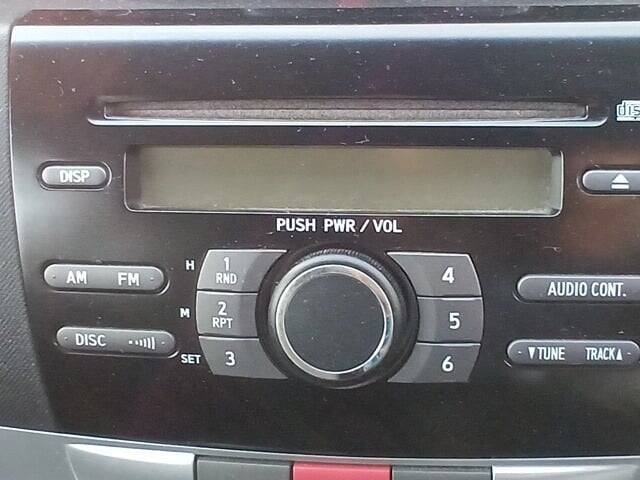 disc
DISP
PUSH PWR / VOL
AM FM
H 1 RND
4
M 2 RPT
5
AUDIO CONT.
DISC
SET 3
6
TUNE TRACK